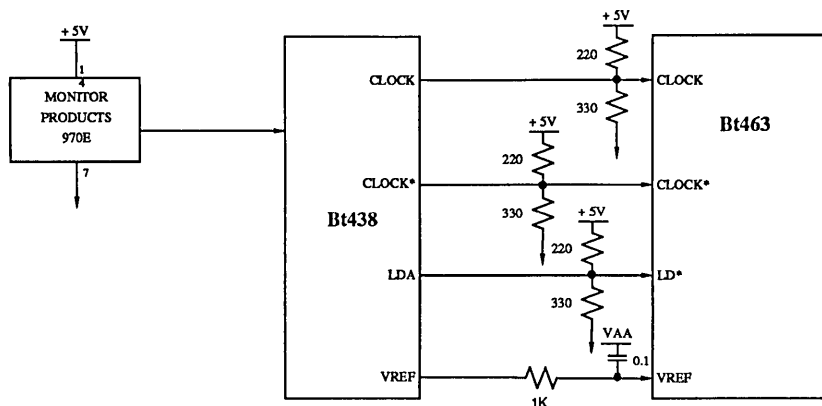 + 5V
1
4
MONITOR
PRODUCTS
970E
7
Bt438
CLOCK
CLOCK*
LDA
VREF
+ 5V
220
330
+ 5V
220
330
+ 5V
220
330
VAA
0.1
1K
Bt463
CLOCK
CLOCK*
LD*
VREF